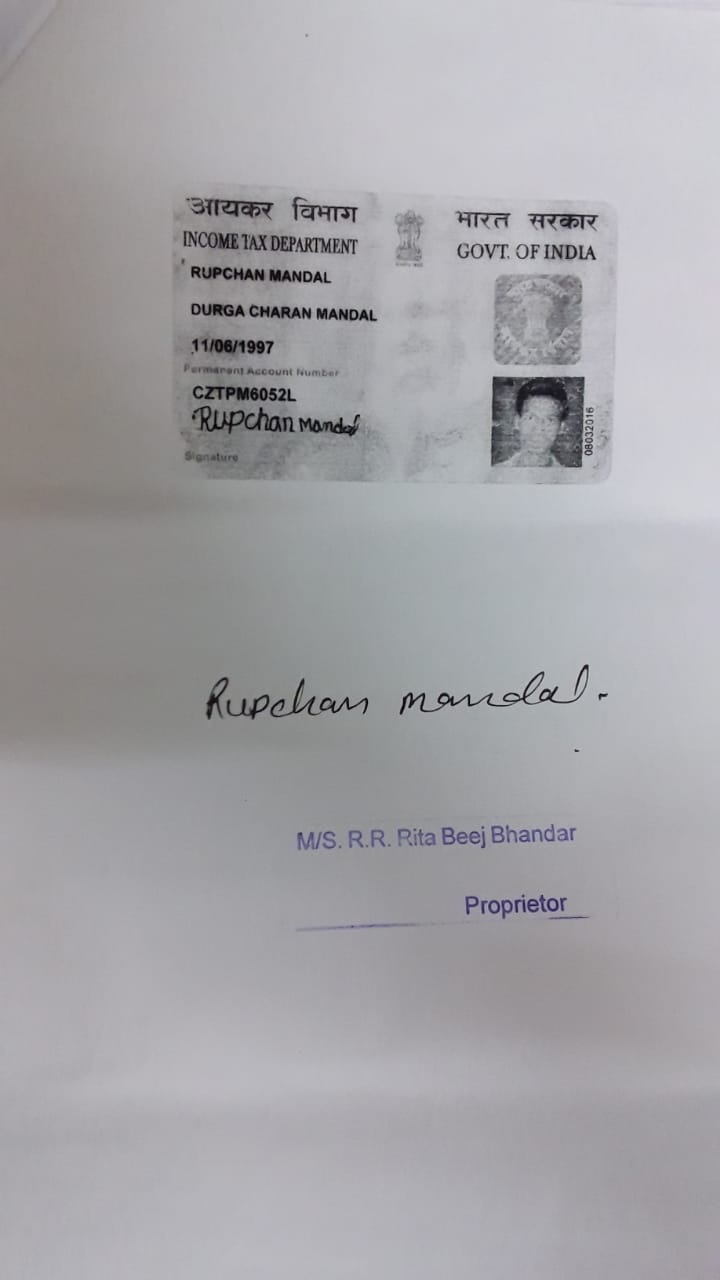 आयकर विभाग
भारत सरकार
INCOME TAX DEPARTMENT
GOVT. OF INDIA
RUPCHAN MANDAL
DURGA CHARAN MANDAL
11/06/1997
Permanent Account Number
CZTPM6052L
Rupchan Mandal
Signature
08032016
Rupchan mandal.
M/S. R.R. Rita Beej Bhandar
Proprietor